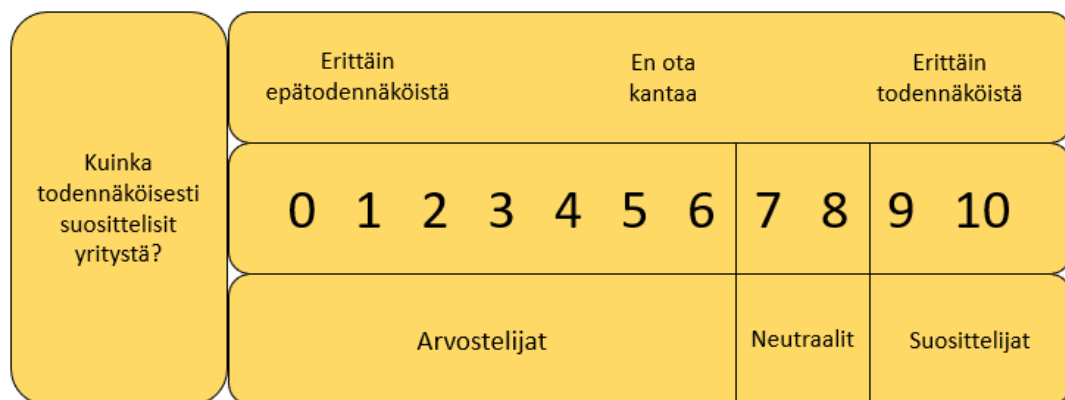 Kuinka
todennäköisesti
suosittelisit
yritystä?
Erittäin
epätodennäköistä
En ota
kantaa
Erittäin
todennäköistä
0 1 2 3 4 5 6 7 8 9 10
Arvostelijat
Neutraalit
Suosittelijat